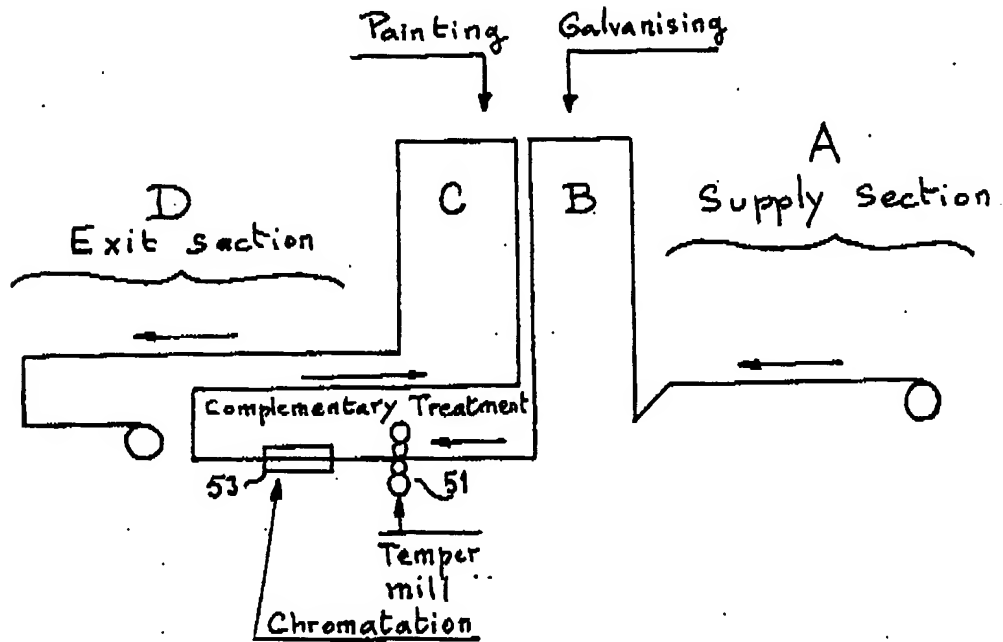 Painting
Galvanising
A
Supply section
B
C
D
Exit section
Complementary Treatment
53
51
Temper
mill
Chromatation